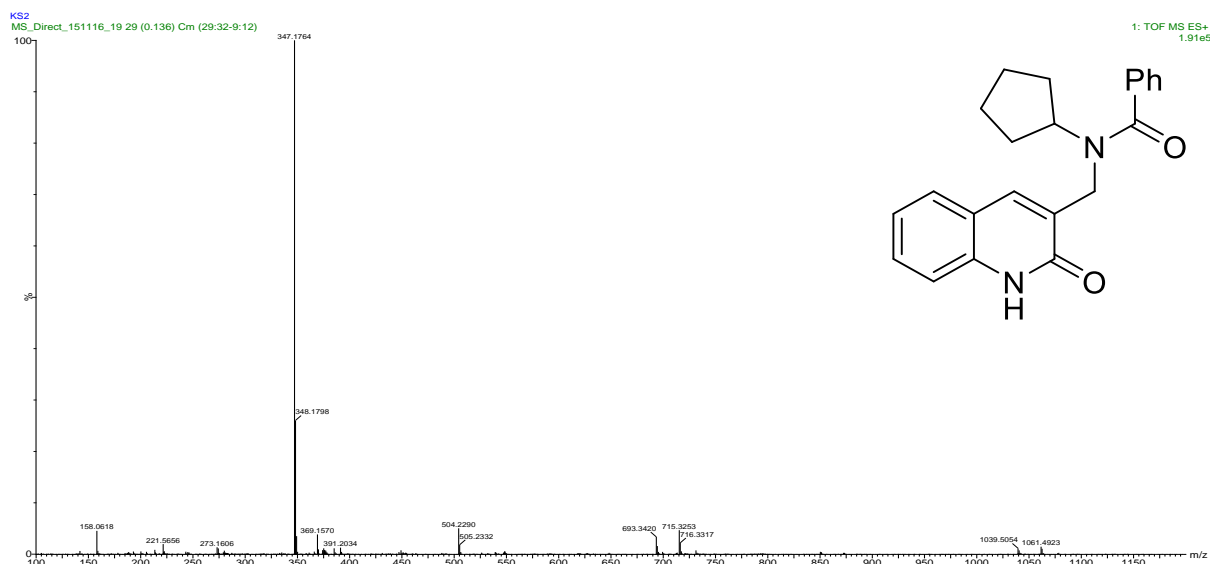 KS2
MS_Direct_151116_19 29 (0.136) Cm (29:32-9:12)
1: TOF MS ES+
1.91e5
100
%
0
347.1764
348.1798
158.0618
221.5656
273.1606
369.1570
391.2034
504.2290
505.2332
693.3420
715.3253
716.3317
1039.5054
1061.4923
m/z
100 150 200 250 300 350 400 450 500 550 600 650 700 750 800 850 900 950 1000 1050 1100 1150
Ph
N
O
N
H
O